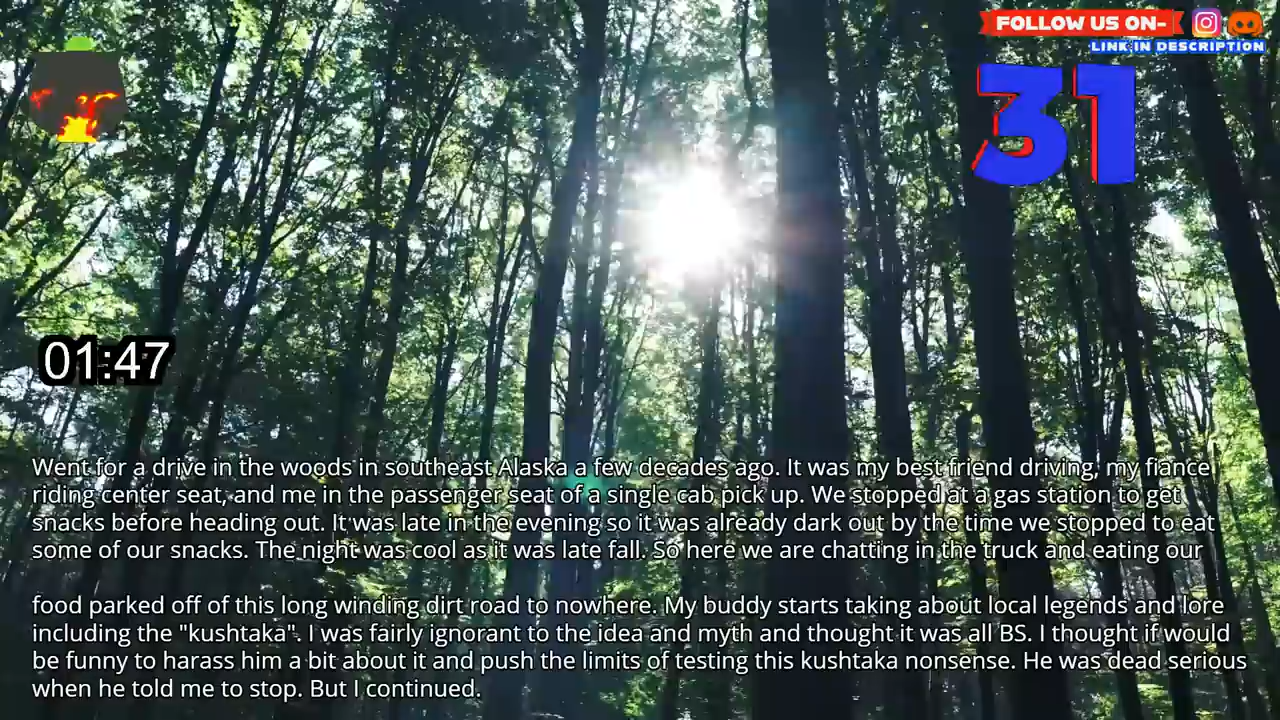 FOLLOW US ON-
LINK IN DESCRIPTION
31
01:47
Went for a drive in the woods in southeast Alaska a few decades ago. It was my best friend driving, my fiance
riding center seat, and me in the passenger seat of a single cab pick up. We stopped at a gas station to get
snacks before heading out. It was late in the evening so it was already dark out by the time we stopped to eat
some of our snacks. The night was cool as it was late fall. So here we are chatting in the truck and eating our
food parked off of this long winding dirt road to nowhere. My buddy starts taking about local legends and lore
including the "kushtaka". I was fairly ignorant to the idea and myth and thought it was all BS. I thought if would
be funny to harass him a bit about it and push the limits of testing this kushtaka nonsense. He was dead serious
when he told me to stop. But I continued.